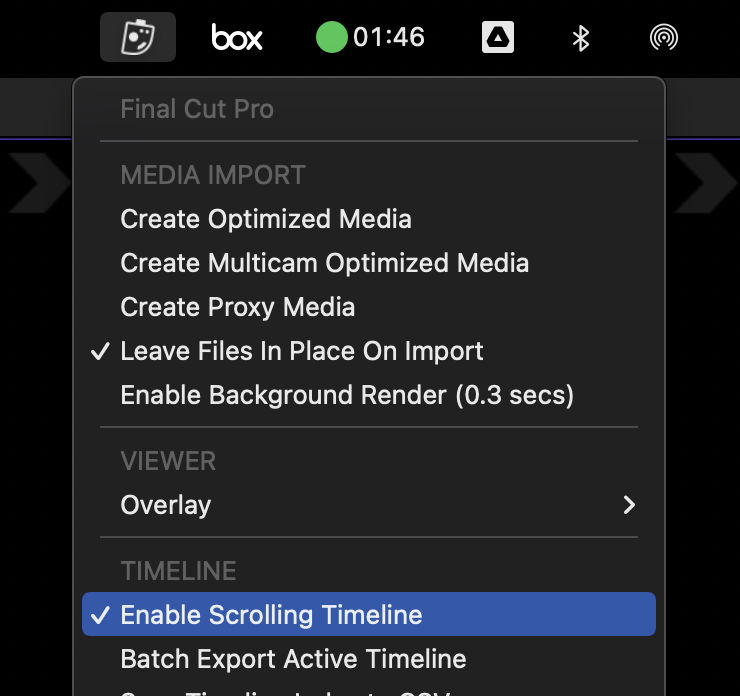 box 01:46
Final Cut Pro
MEDIA IMPORT
Create Optimized Media
Create Multicam Optimized Media
Create Proxy Media
Leave Files In Place On Import
Enable Background Render (0.3 secs)
VIEWER
Overlay
TIMELINE
Enable Scrolling Timeline
Batch Export Active Timeline